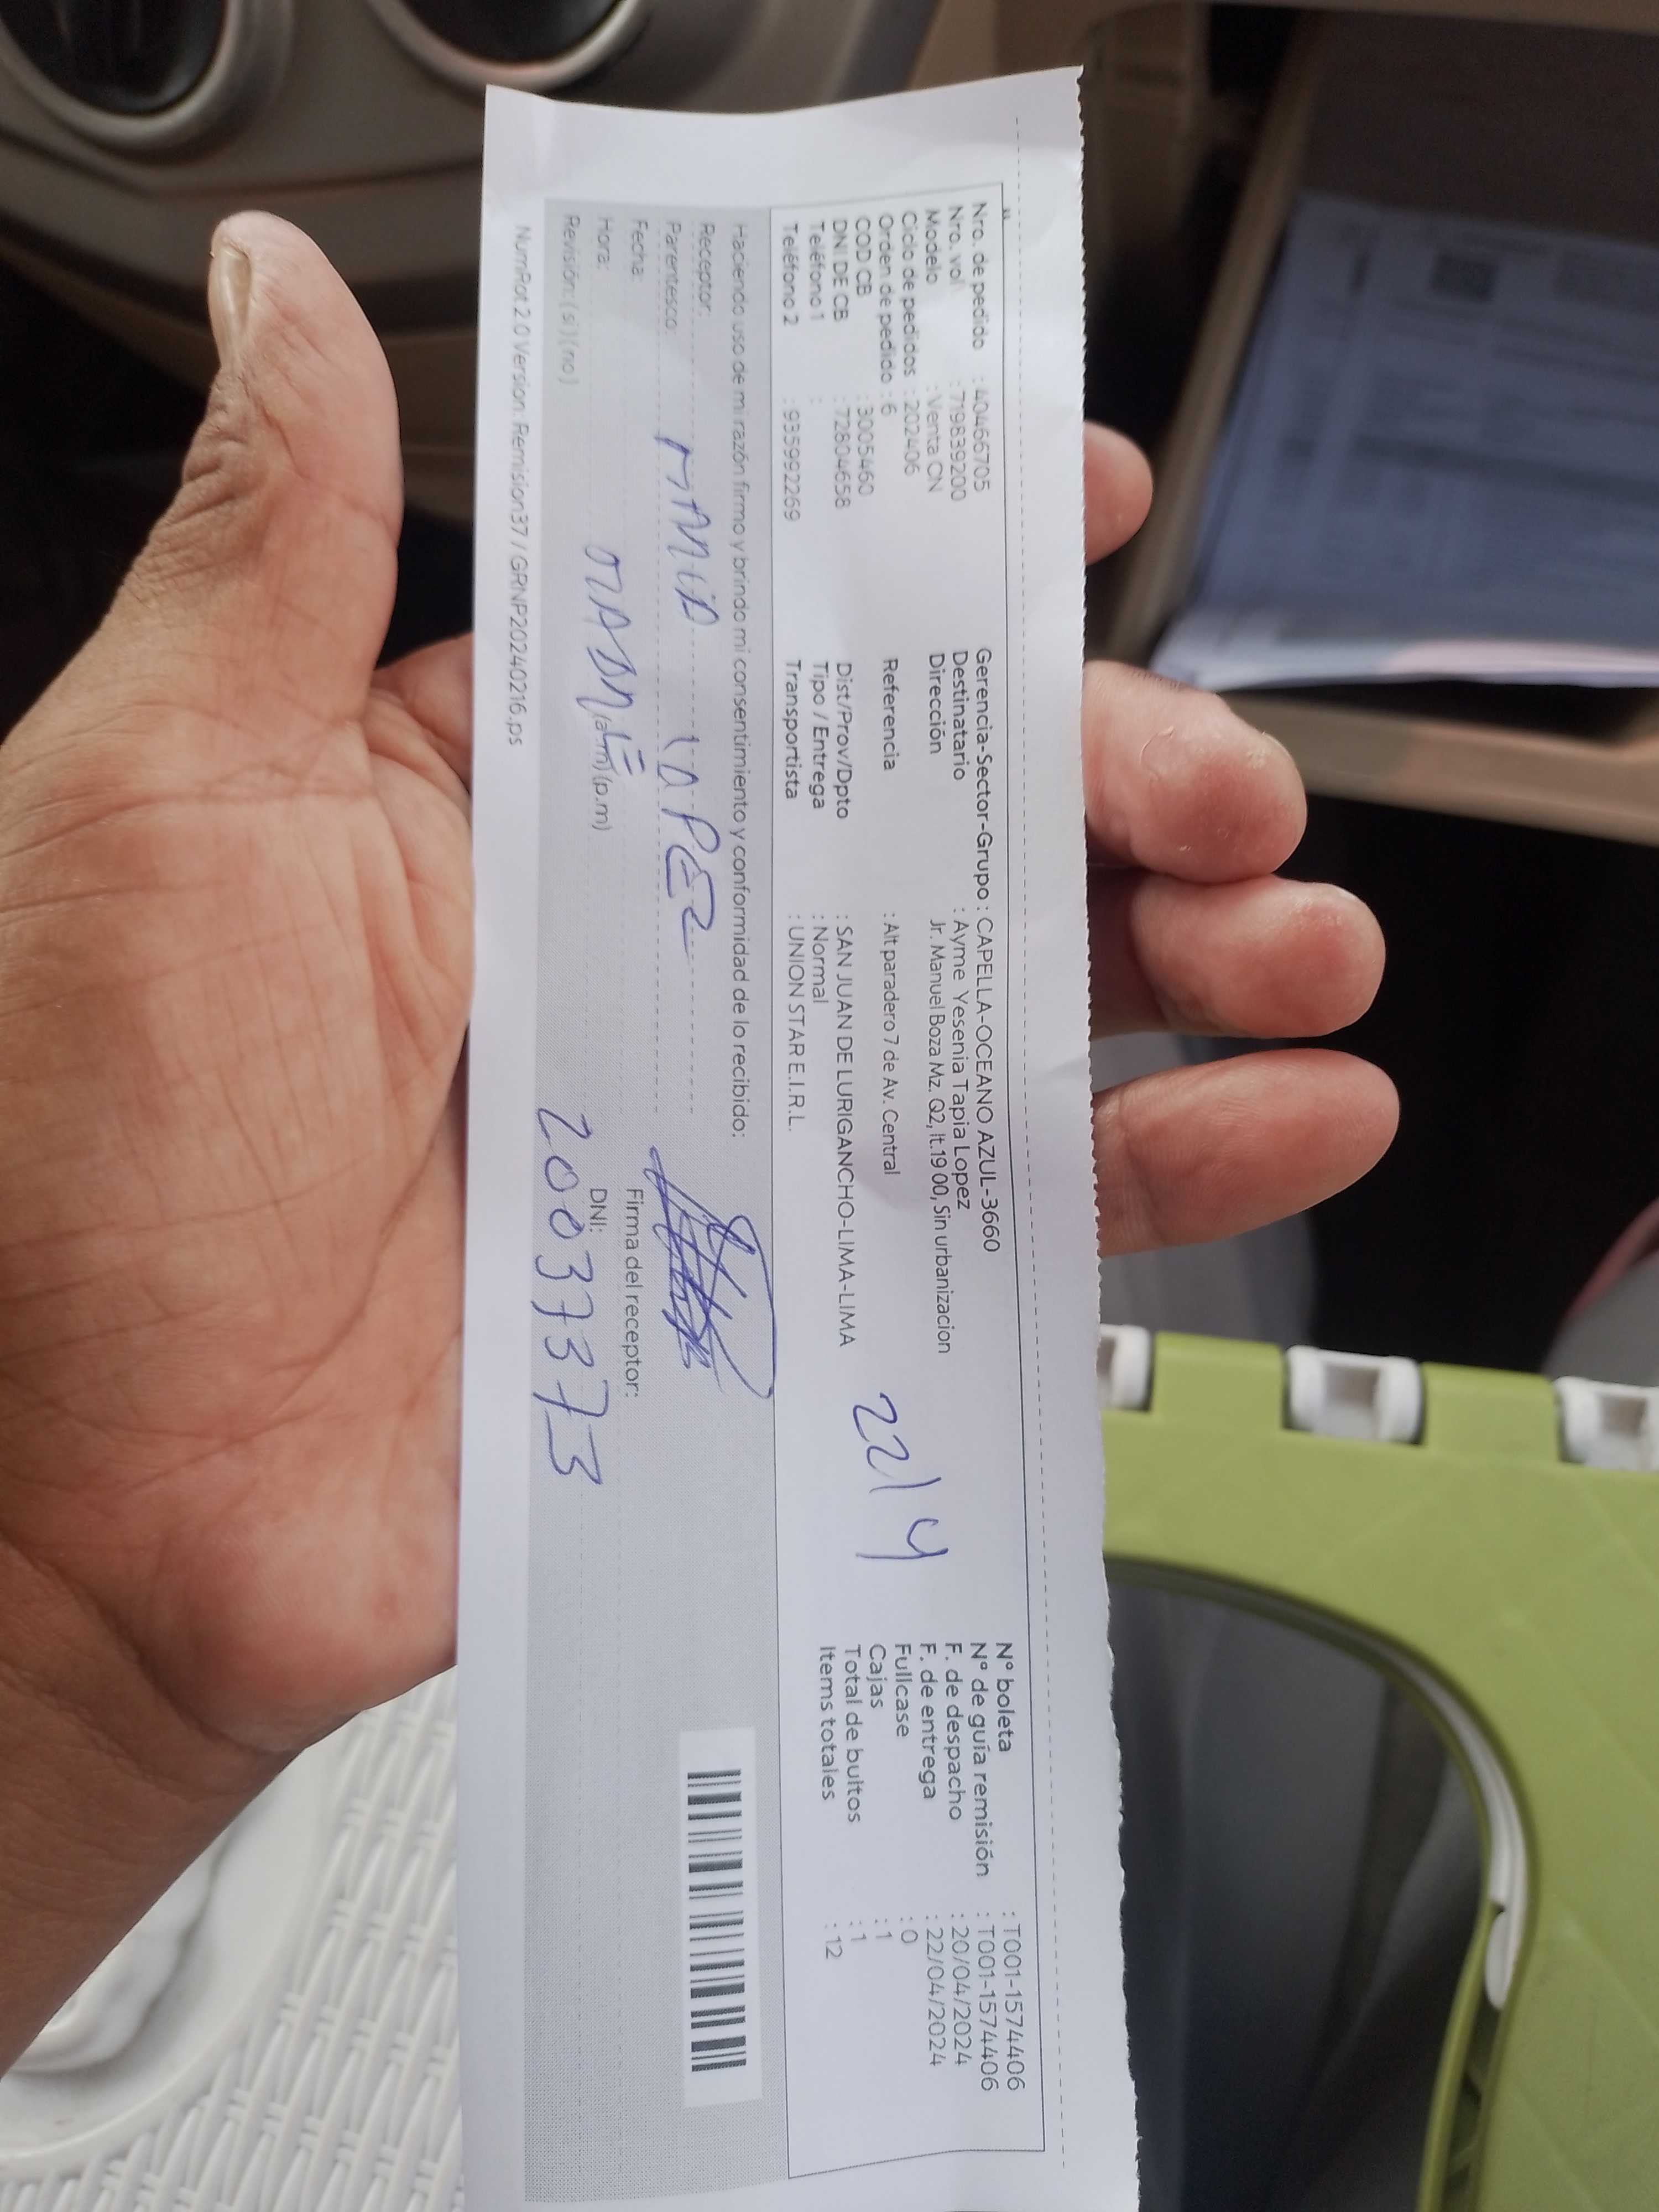 Nro. de pedido : 40466705
Nro. vol : 719839200
Modelo : Venta CN
Ciclo de pedidos : 202406
Orden de pedido : 6
COD CB : 3005460
DNI DE CB : 72804658
Teléfono 1 :
Teléfono 2 : 935992269
Gerencia-Sector-Grupo : CAPELLA-OCEANO AZUL-3660
Destinatario : Ayme Yesenia Tapia Lopez
Dirección Jr. Manuel Boza Mz. Q2, lt.19 00, Sin urbanizacion
Referencia : Alt paradero 7 de Av. Central
Dist/Prov/Dpto : SAN JUAN DE LURIGANCHO-LIMA-LIMA
Tipo / Entrega : Normal
Transportista : UNION STAR E.I.R.L.
22/4
N° boleta : T001-1574406
N° de guía remisión : T001-1574406
F. de despacho : 20/04/2024
F. de entrega : 22/04/2024
Fullcase : 0
Cajas : 1
Total de bultos : 1
Items totales : 12
Haciendo uso de mi razón firmo y brindo mi consentimiento y conformidad de lo recibido:
Receptor:
Parentesco:
LOPEZ
Fecha:
Hora: (a.m) (p.m)
MADRE
Revisión: (si) (no)
Firma del receptor:
DNI:
20037373
NumRot 2.0 Version: Remision37 / GRNP20240216.ps